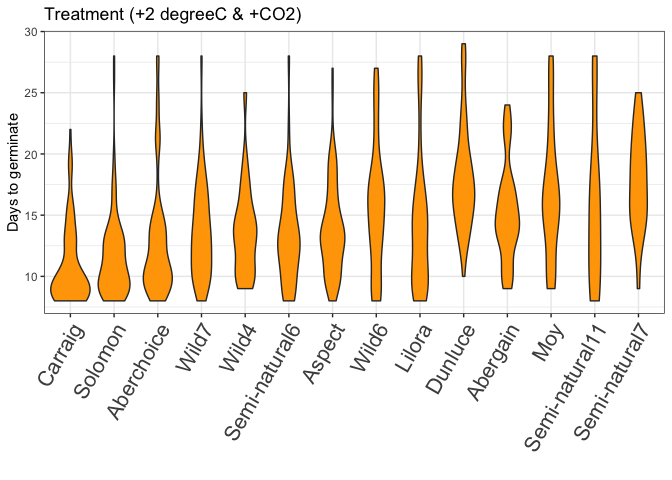 Treatment (+2 degreeC & +CO2)
Days to germinate
30
25
20
15
10
Carraig
Solomon
Aberchoice
Wild7
Wild4
Semi-natural6
Aspect
Wild6
Lilora
Dunluce
Abergain
Moy
Semi-natural11
Semi-natural7